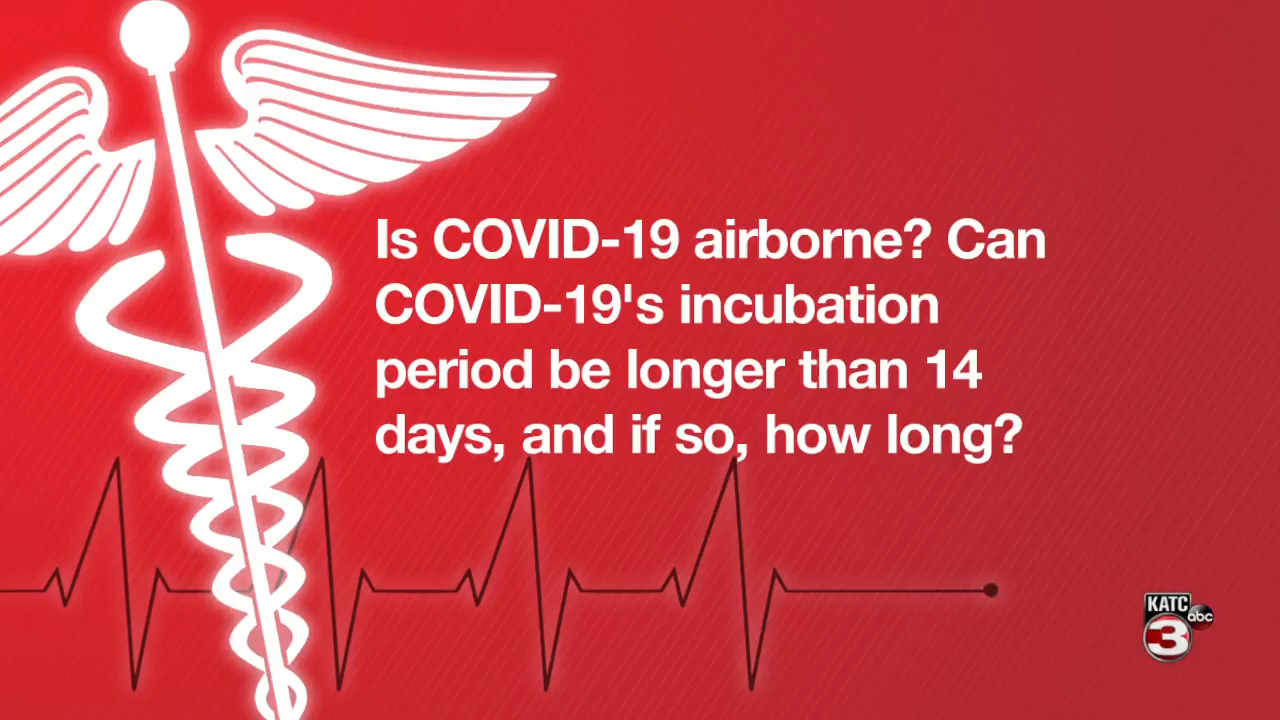 Is COVID-19 airborne? Can
COVID-19's incubation
period be longer than 14
days, and if so, how long?
KATC
abc
3